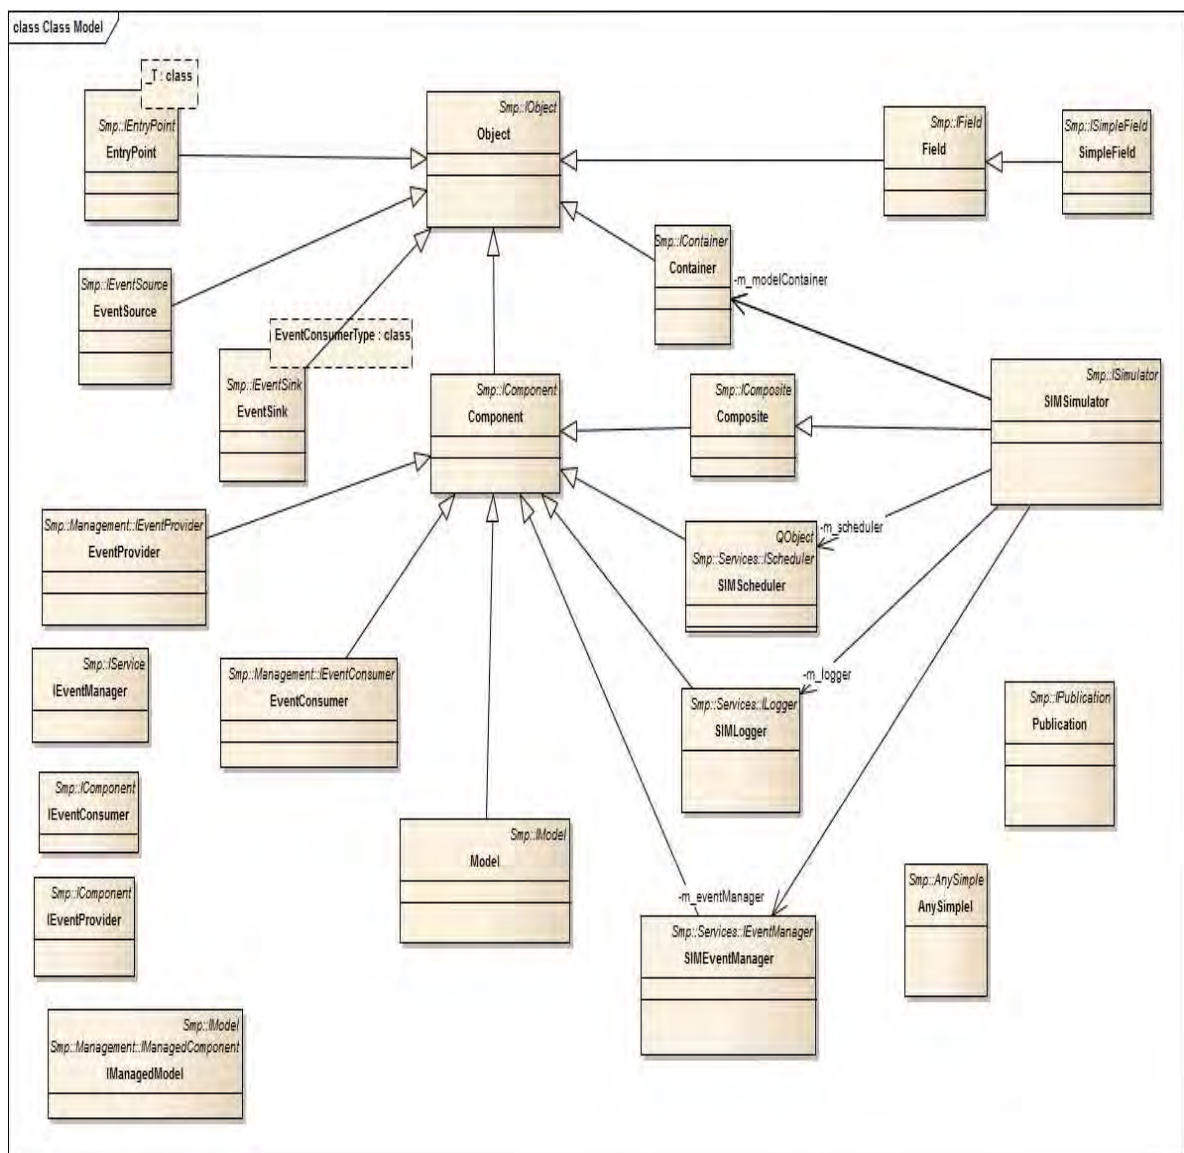 class Class Model
_T : class
Smp::IEntryPoint
EntryPoint
Smp::IObject
Object
Smp::IField
Field
Smp::ISimpleField
SimpleField
Smp::IContainer
Container
-m_modelContainer
Smp::IEventSource
EventSource
EventConsumerType : class
Smp::IEventSink
EventSink
Smp::IComponent
Component
Smp::IComposite
Composite
Smp::ISimulator
SIMSimulator
Smp::Management::IEventProvider
EventProvider
QObject
Smp::Services::IScheduler
SIMScheduler
-m_scheduler
Smp::IService
IEventManager
Smp::Management::IEventConsumer
EventConsumer
-m_logger
Smp::Services::ILogger
SIMLogger
Smp::IPublication
Publication
Smp::IComponent
IEventConsumer
Smp::IModel
Model
Smp::IComponent
IEventProvider
-m_eventManager
Smp::Services::IEventManager
SIMEventManager
Smp::AnySimple
AnySimpleI
Smp::IModel
Smp::Management::IManagedComponent
IManagedModel